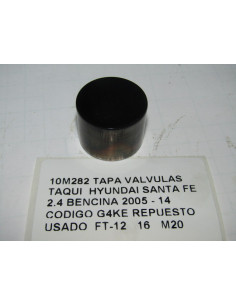 10M282 TAPA VALVULAS
TAQUI HYUNDAI SANTA FE
2.4 BENCINA 2005 - 14
CODIGO G4KE REPUESTO
USADO FT-12 16 M20